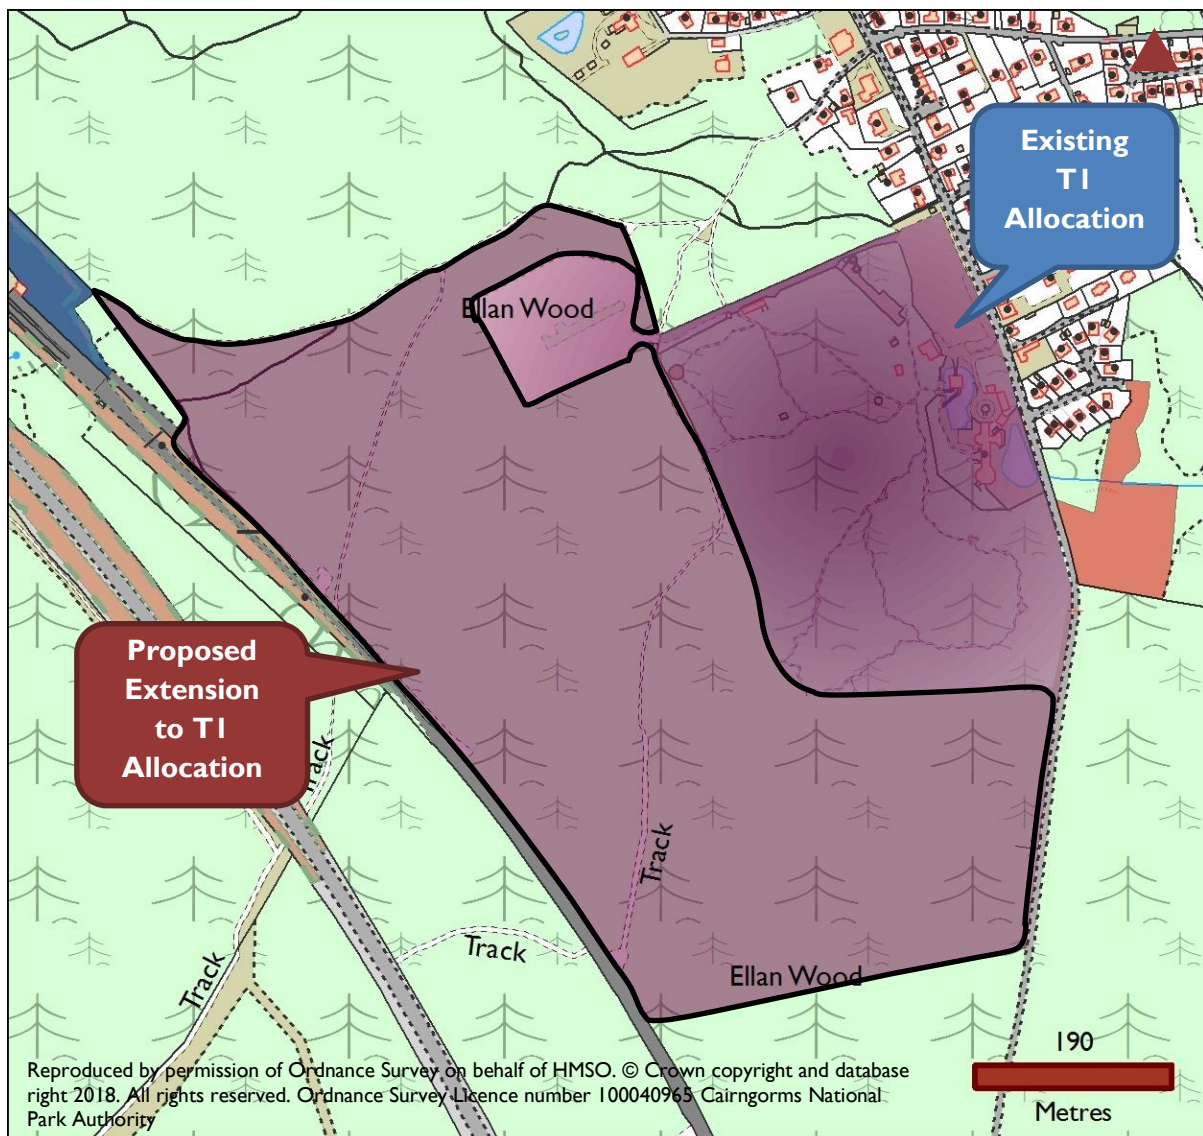 Existing
T1
Allocation
Ellan Wood
Proposed
Extension
to T1
Allocation
Track
Track
Track
Track
Ellan Wood
190
Metres
Reproduced by permission of Ordnance Survey on behalf of HMSO. © Crown copyright and database
right 2018. All rights reserved. Ordnance Survey Licence number 100040965 Cairngorms National
Park Authority